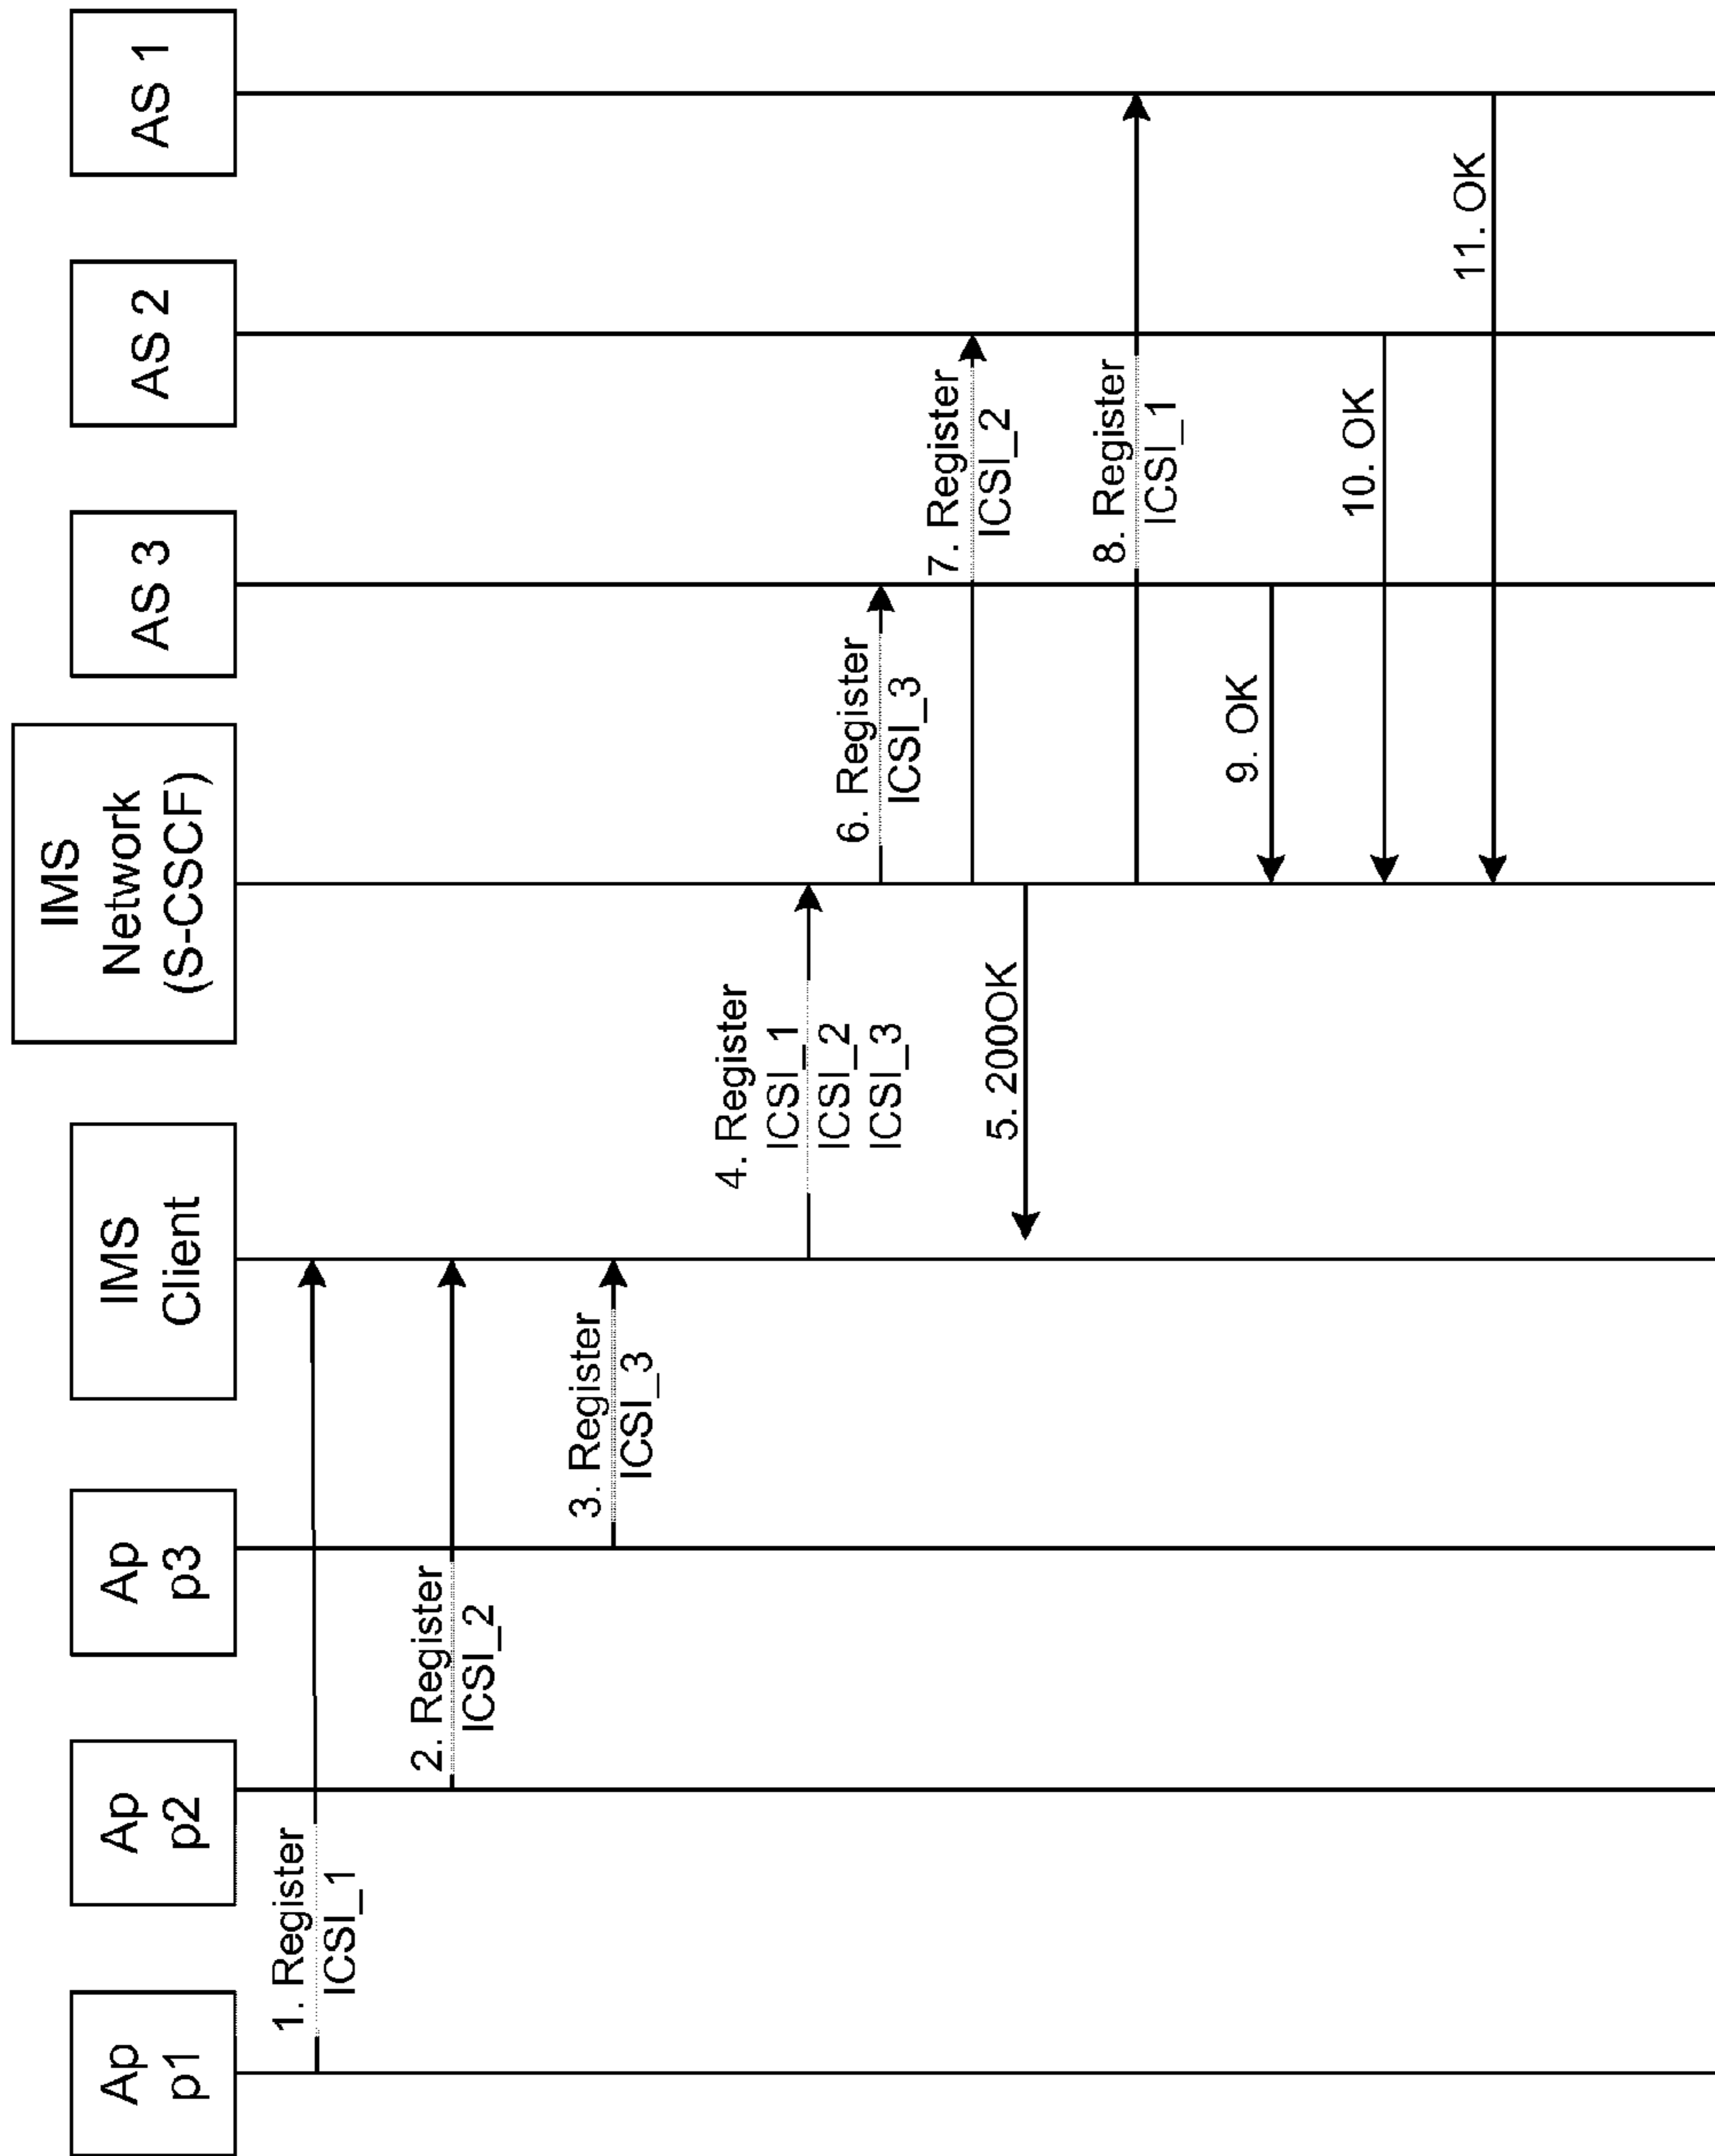 Ap
p1
Ap
p2
Ap
p3
IMS
Client
IMS
Network
(S-CSCF)
AS 3
AS 2
AS 1
1. Register
ICSI_1
2. Register
ICSI_2
3. Register
ICSI_3
4. Register
ICSI_1
ICSI_2
ICSI_3
5. 200OK
6. Register
ICSI_3
7. Register
ICSI_2
8. Register
ICSI_1
9. OK
10. OK
11. OK